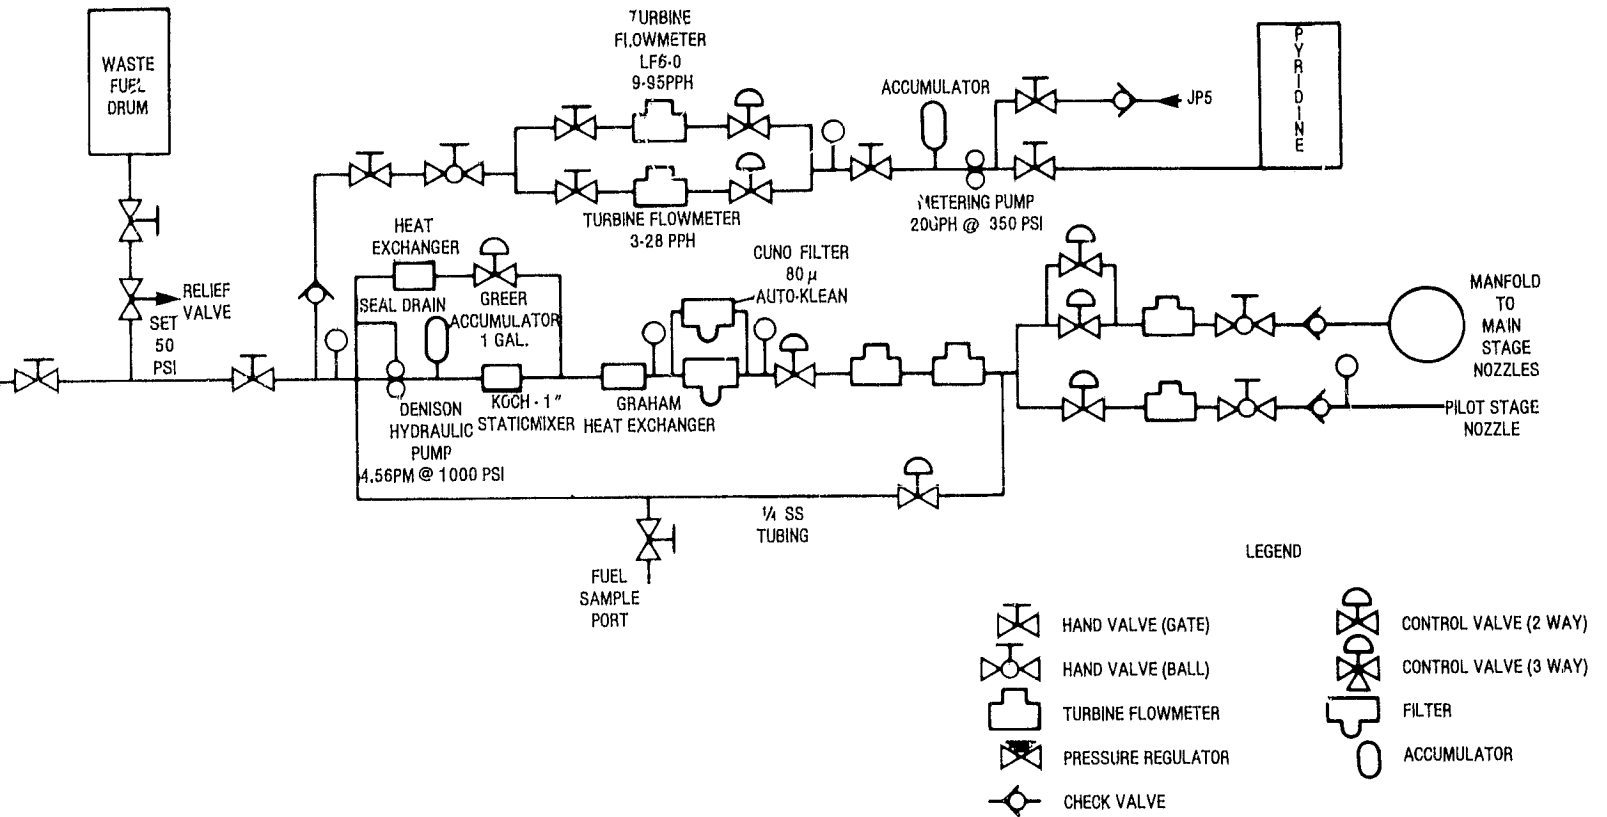 WASTE
FUEL
DRUM
TURBINE
FLOWMETER
LF6-0
9-95PPH
ACCUMULATOR
JP5
PYRIDINE
TURBINE FLOWMETER
3-28 PPH
METERING PUMP
20GPH @ 350 PSI
RELIEF
VALVE
SET
50
PSI
HEAT
EXCHANGER
SEAL DRAIN
GREER
ACCUMULATOR
1 GAL.
CUNO FILTER
80 µ
AUTO-KLEAN
DENISON
HYDRAULIC
PUMP
4.56PM @ 1000 PSI
KOCH - 1"
STATICMIXER
GRAHAM
HEAT EXCHANGER
MANFOLD
TO
MAIN
STAGE
NOZZLES
PILOT STAGE
NOZZLE
1/4 SS
TUBING
FUEL
SAMPLE
PORT
LEGEND
HAND VALVE (GATE)
HAND VALVE (BALL)
TURBINE FLOWMETER
PRESSURE REGULATOR
CHECK VALVE
CONTROL VALVE (2 WAY)
CONTROL VALVE (3 WAY)
FILTER
ACCUMULATOR